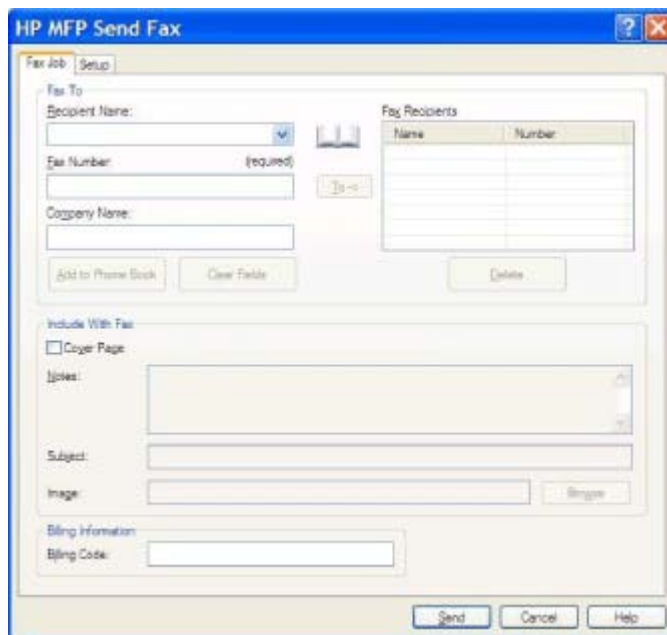 HP MFP Send Fax
Fax Job Setup
Fax To
Recipient Name:
Fax Recipients
Name Number
Fax Number: (required)
To ->
Company Name:
Add to Phone Book Clear Fields Delete
Include With Fax
Cover Page
Notes:
Subject:
Image: Browse
Billing Information
Billing Code:
Send Cancel Help